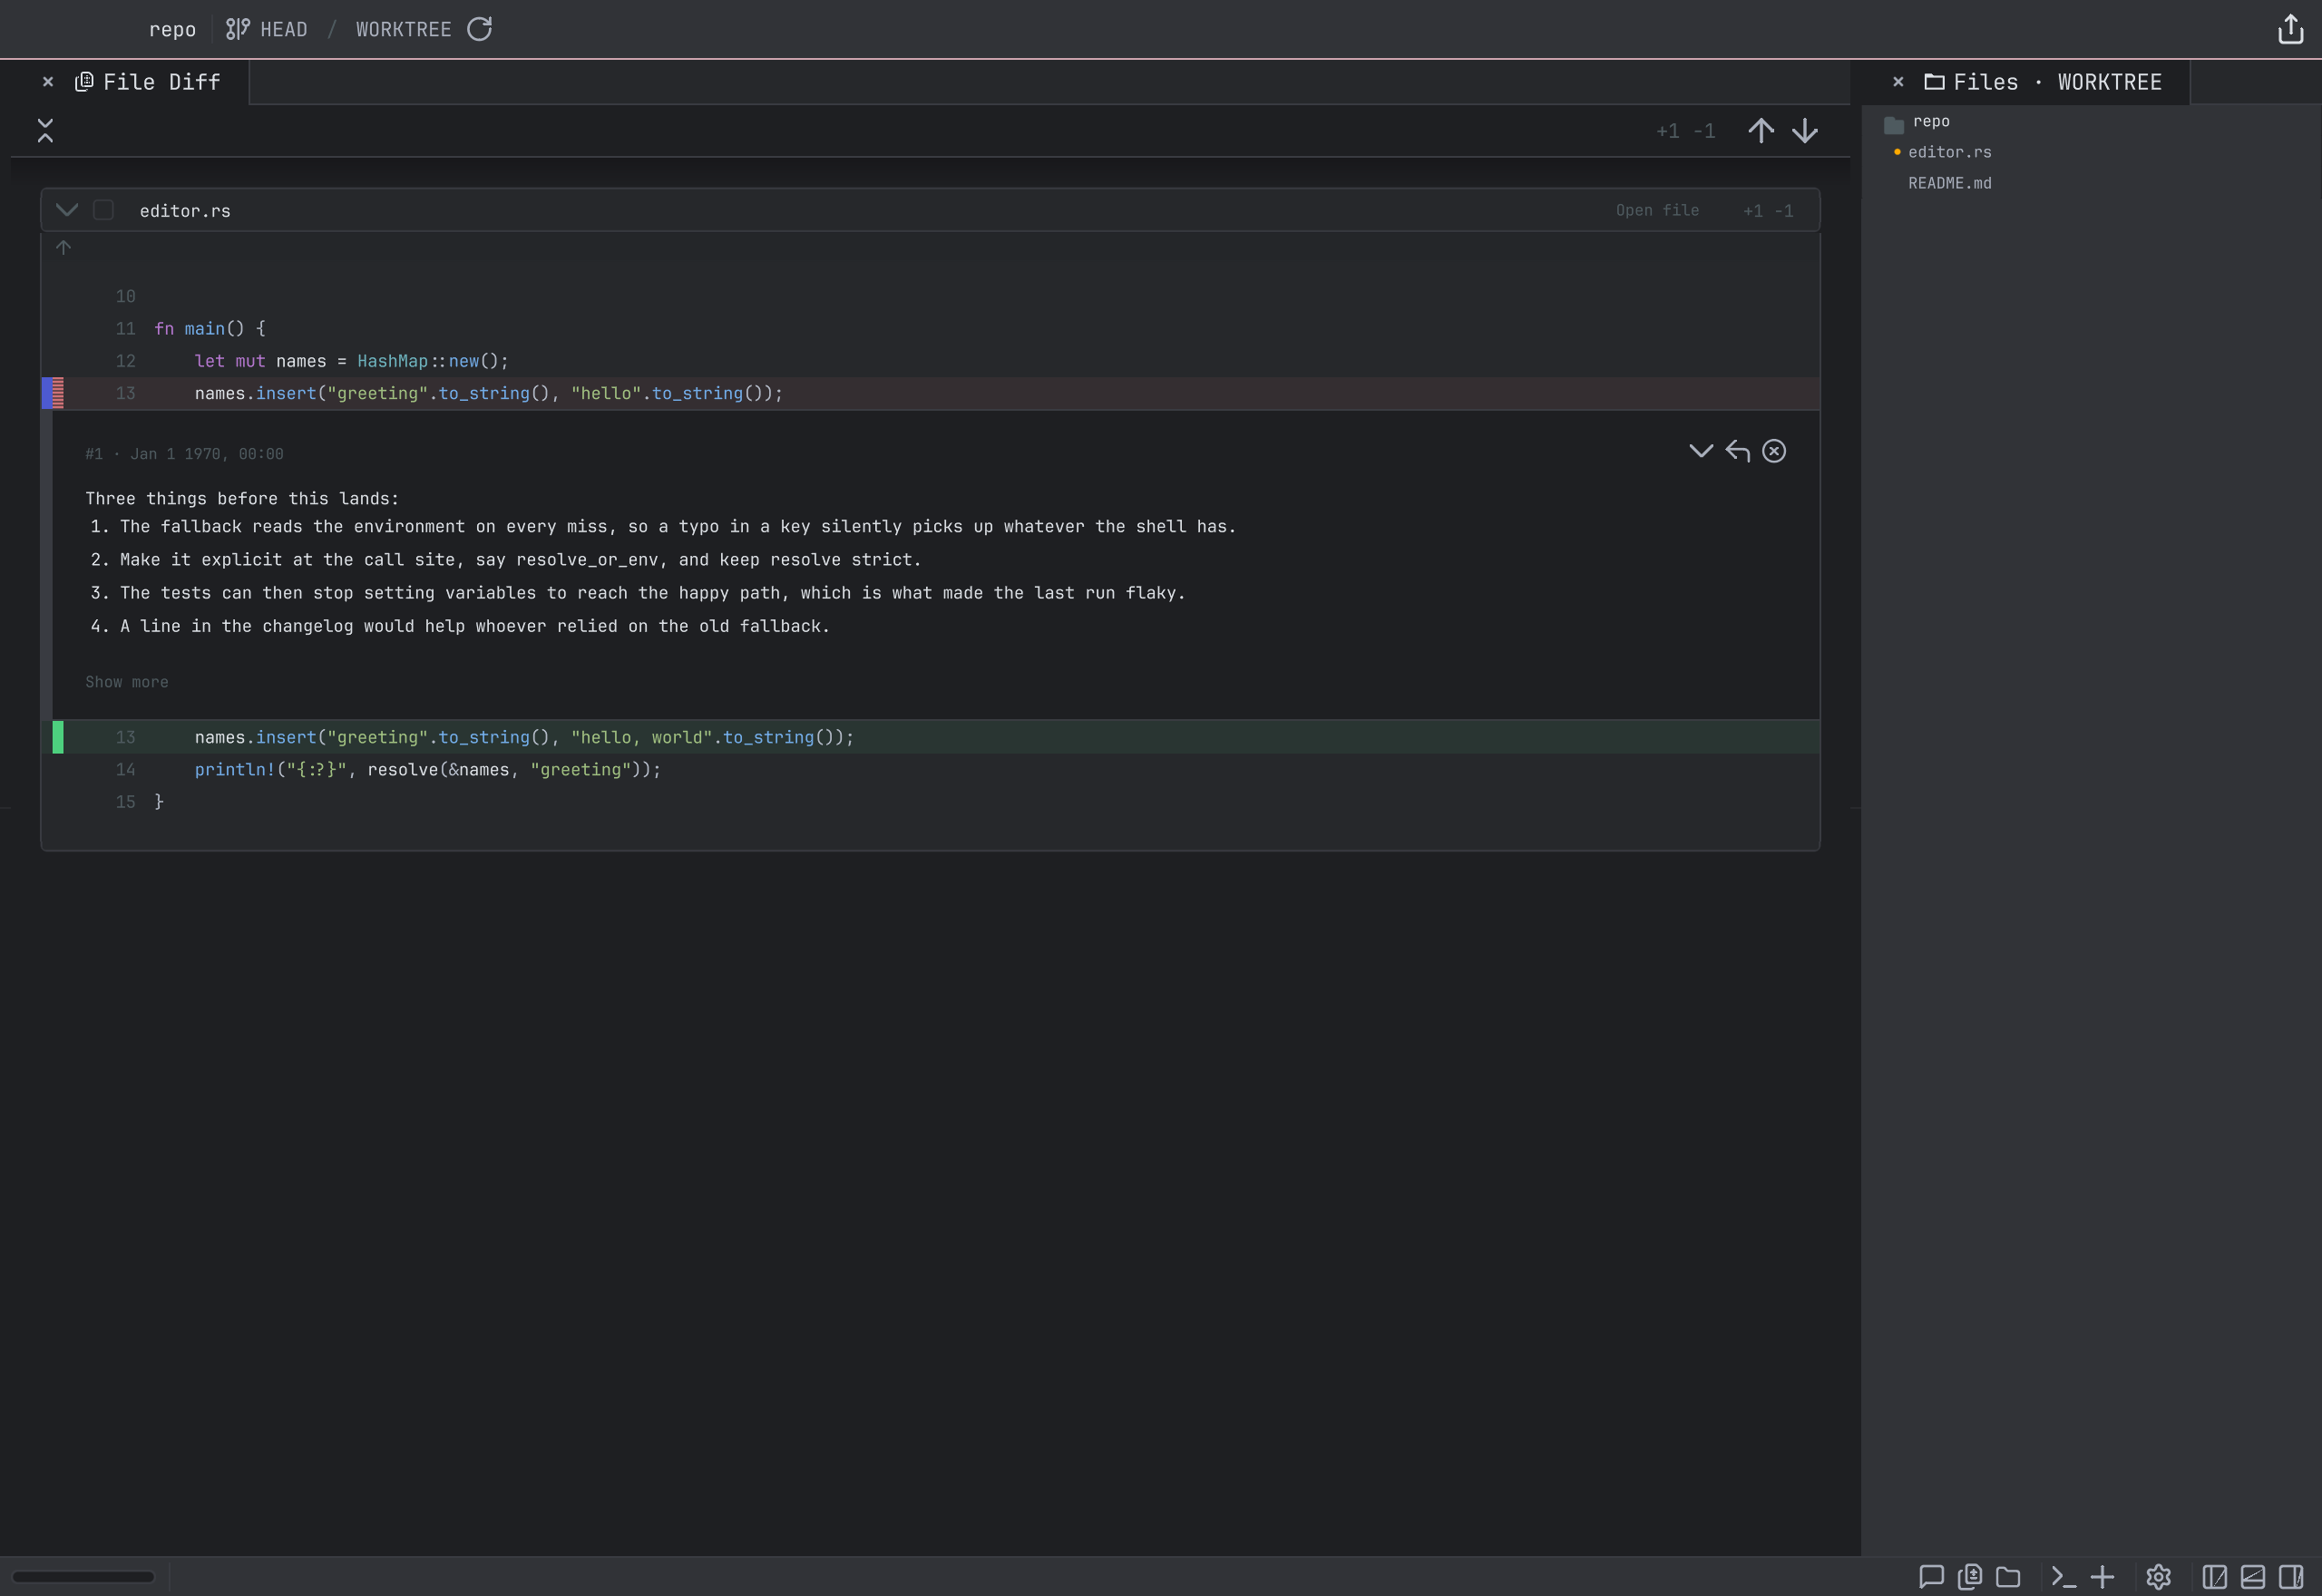 repo HEAD / WORKTREE
× File Diff
+1 -1
editor.rs Open file +1 -1
10
11 fn main() {
12 let mut names = HashMap::new();
13 names.insert("greeting".to_string(), "hello".to_string());
#1 · Jan 1 1970, 00:00
Three things before this lands:
1. The fallback reads the environment on every miss, so a typo in a key silently picks up whatever the shell has.
2. Make it explicit at the call site, say resolve_or_env, and keep resolve strict.
3. The tests can then stop setting variables to reach the happy path, which is what made the last run flaky.
4. A line in the changelog would help whoever relied on the old fallback.
Show more
13 names.insert("greeting".to_string(), "hello, world".to_string());
14 println!("{:?}", resolve(&names, "greeting"));
15 }
× Files · WORKTREE
repo
editor.rs
README.md